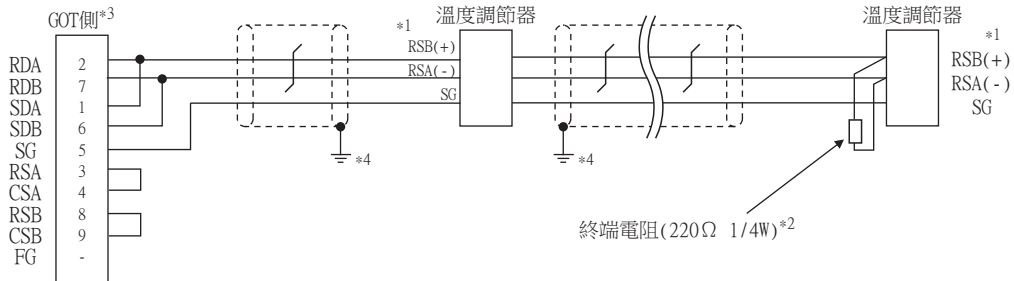 GOT側*3
RDA 2
RDB 7
SDA 1
SDB 6
SG 5
RSA 3
CSA 4
RSB 8
CSB 9
FG -
溫度調節器
*1
RSB(+)
RSA(-)
SG
*4
*4
溫度調節器
*1
RSB(+)
RSA(-)
SG
終端電阻(220Ω 1/4W)*2